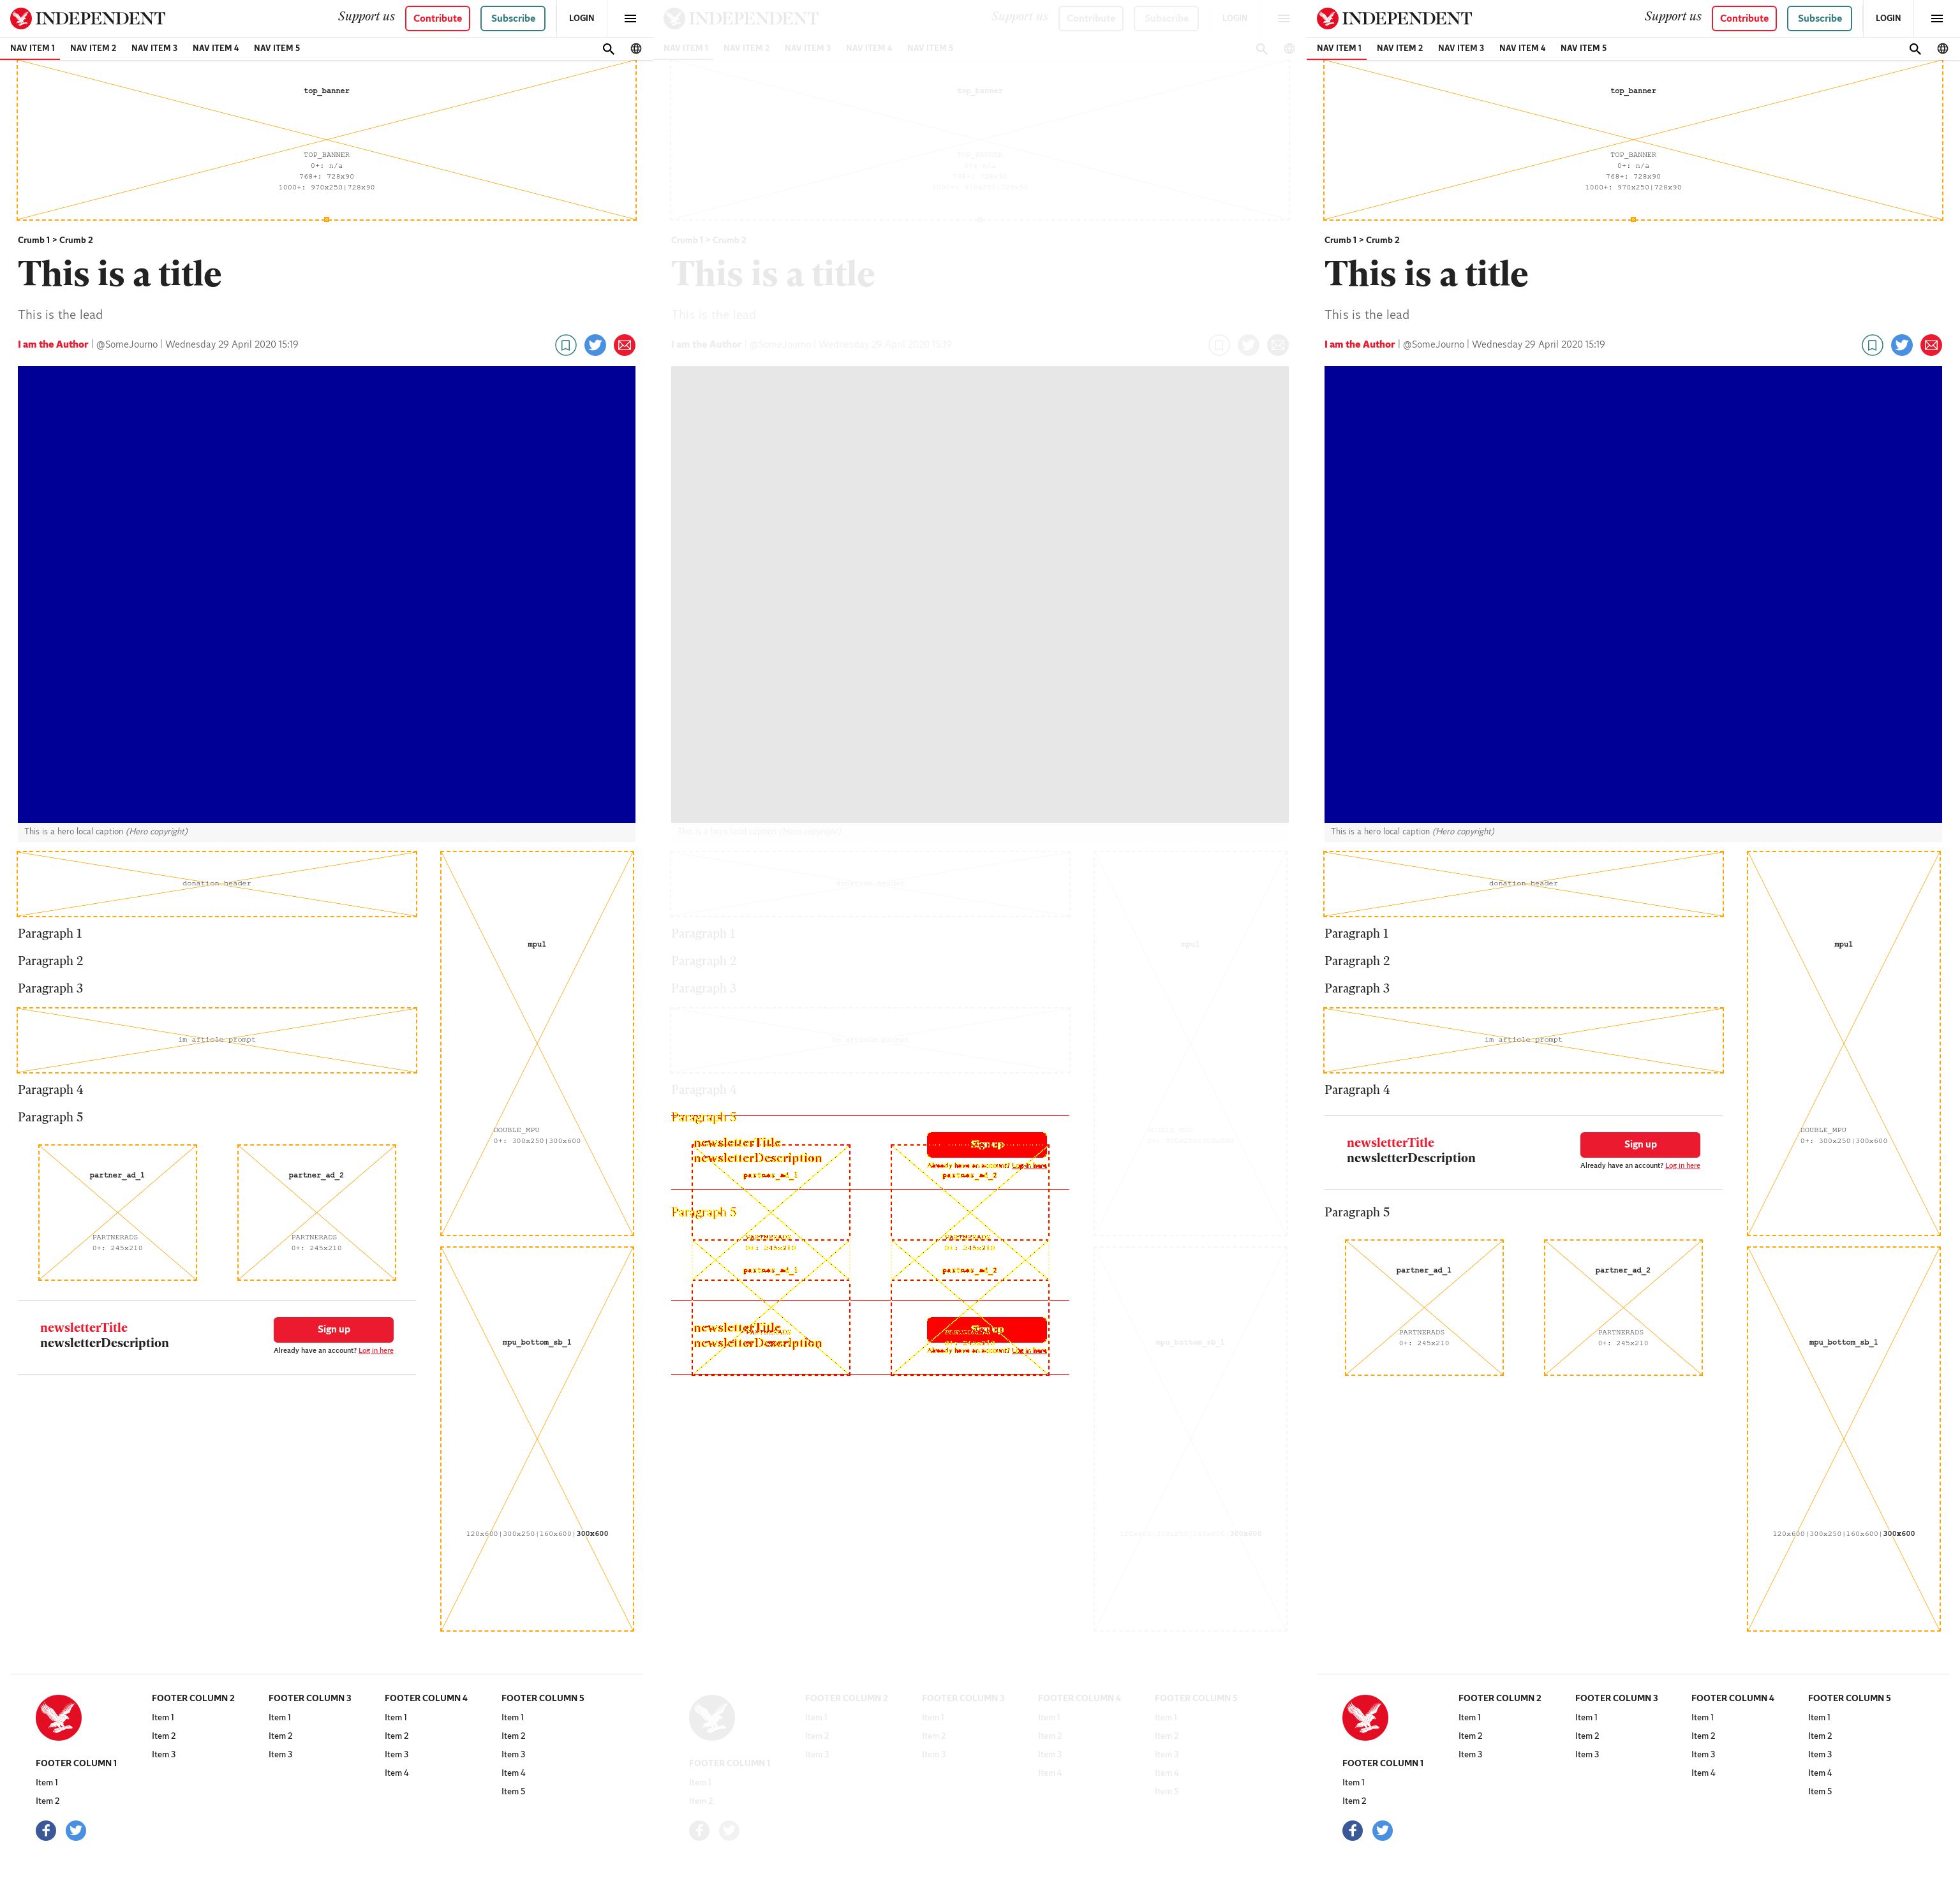 INDEPENDENT
Support us
Contribute
Subscribe
LOGIN
NAV ITEM 1 NAV ITEM 2 NAV ITEM 3 NAV ITEM 4 NAV ITEM 5
top_banner
TOP_BANNER
0+: n/a
768+: 728x90
1000+: 970x250|728x90
Crumb 1 > Crumb 2
This is a title
This is the lead
I am the Author | @SomeJourno | Wednesday 29 April 2020 15:19
This is a hero local caption (Hero copyright)
donation header
Paragraph 1
Paragraph 2
Paragraph 3
im article prompt
Paragraph 4
Paragraph 5
partner_ad_1
PARTNERADS
0+: 245x210
partner_ad_2
PARTNERADS
0+: 245x210
newsletterTitle
newsletterDescription
Sign up
Already have an account? Log in here
mpu1
DOUBLE_MPU
0+: 300x250|300x600
mpu_bottom_sb_1
120x600|300x250|160x600|300x600
FOOTER COLUMN 1
Item 1
Item 2
FOOTER COLUMN 2
Item 1
Item 2
Item 3
FOOTER COLUMN 3
Item 1
Item 2
Item 3
FOOTER COLUMN 4
Item 1
Item 2
Item 3
Item 4
FOOTER COLUMN 5
Item 1
Item 2
Item 3
Item 4
Item 5
INDEPENDENT
Support us
Contribute
Subscribe
LOGIN
NAV ITEM 1 NAV ITEM 2 NAV ITEM 3 NAV ITEM 4 NAV ITEM 5
top_banner
Crumb 1 > Crumb 2
This is a title
This is the lead
I am the Author | @SomeJourno | Wednesday 29 April 2020 15:19
This is a hero local caption (Hero copyright)
Paragraph 1
Paragraph 2
Paragraph 3
Paragraph 4
Paragraph 5
newsletterTitle
newsletterDescription
Sign up
Already have an account? Log in here
partner_ad_1
partner_ad_2
Paragraph 5
PARTNERADS
0+: 245x210
PARTNERADS
0+: 245x210
partner_ad_1
partner_ad_2
newsletterTitle
newsletterDescription
Sign up
Already have an account? Log in here
mpu1
mpu_bottom_sb_1
FOOTER COLUMN 1
Item 1
Item 2
FOOTER COLUMN 2
Item 1
Item 2
Item 3
FOOTER COLUMN 3
Item 1
Item 2
Item 3
FOOTER COLUMN 4
Item 1
Item 2
Item 3
Item 4
FOOTER COLUMN 5
Item 1
Item 2
Item 3
Item 4
Item 5
INDEPENDENT
Support us
Contribute
Subscribe
LOGIN
NAV ITEM 1 NAV ITEM 2 NAV ITEM 3 NAV ITEM 4 NAV ITEM 5
top_banner
TOP_BANNER
0+: n/a
768+: 728x90
1000+: 970x250|728x90
Crumb 1 > Crumb 2
This is a title
This is the lead
I am the Author | @SomeJourno | Wednesday 29 April 2020 15:19
This is a hero local caption (Hero copyright)
donation header
Paragraph 1
Paragraph 2
Paragraph 3
im article prompt
Paragraph 4
newsletterTitle
newsletterDescription
Sign up
Already have an account? Log in here
Paragraph 5
partner_ad_1
PARTNERADS
0+: 245x210
partner_ad_2
PARTNERADS
0+: 245x210
mpu1
DOUBLE_MPU
0+: 300x250|300x600
mpu_bottom_sb_1
120x600|300x250|160x600|300x600
FOOTER COLUMN 1
Item 1
Item 2
FOOTER COLUMN 2
Item 1
Item 2
Item 3
FOOTER COLUMN 3
Item 1
Item 2
Item 3
FOOTER COLUMN 4
Item 1
Item 2
Item 3
Item 4
FOOTER COLUMN 5
Item 1
Item 2
Item 3
Item 4
Item 5